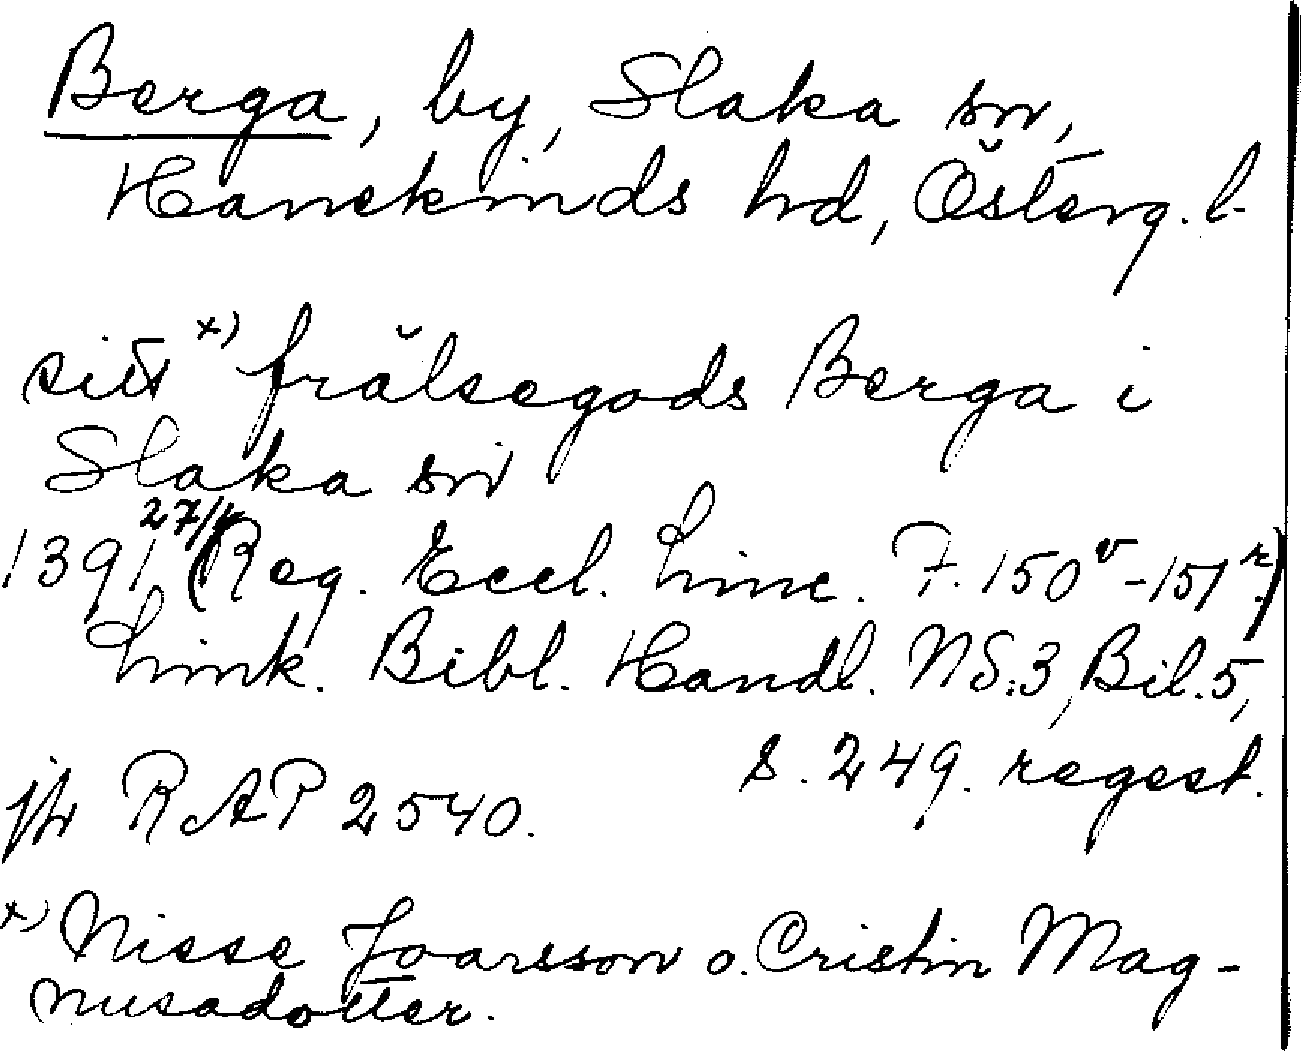 Berga, by, Slaka sn,
Hanekinds hd, Österg. l.
sitt x) frälsegods Berga i
Slaka sn
1391 27/4 (Reg. Eccl. Linc. F. 150v-151r)
Link. Bibl. Handl. NS:3, Bil. 5,
s. 249. regest.
jfr RAP 2540.
x) Nisse Joarsson o. Cristin Mag-
nusadotter.